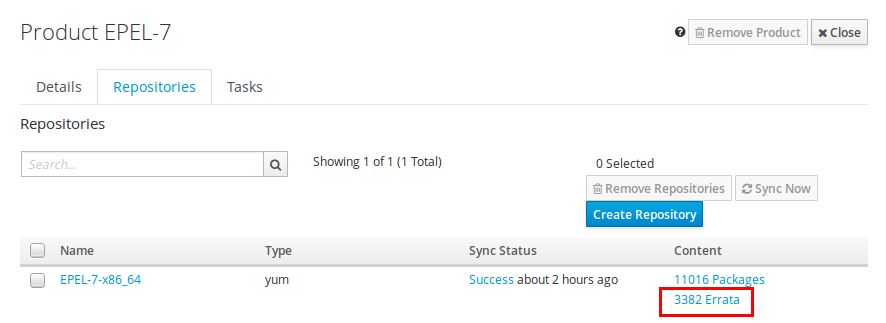 Product EPEL-7
? Remove Product Close
Details Repositories Tasks
Repositories
Search... Showing 1 of 1 (1 Total) 0 Selected
Remove Repositories Sync Now
Create Repository
Name Type Sync Status Content
EPEL-7-x86_64 yum Success about 2 hours ago 11016 Packages
3382 Errata